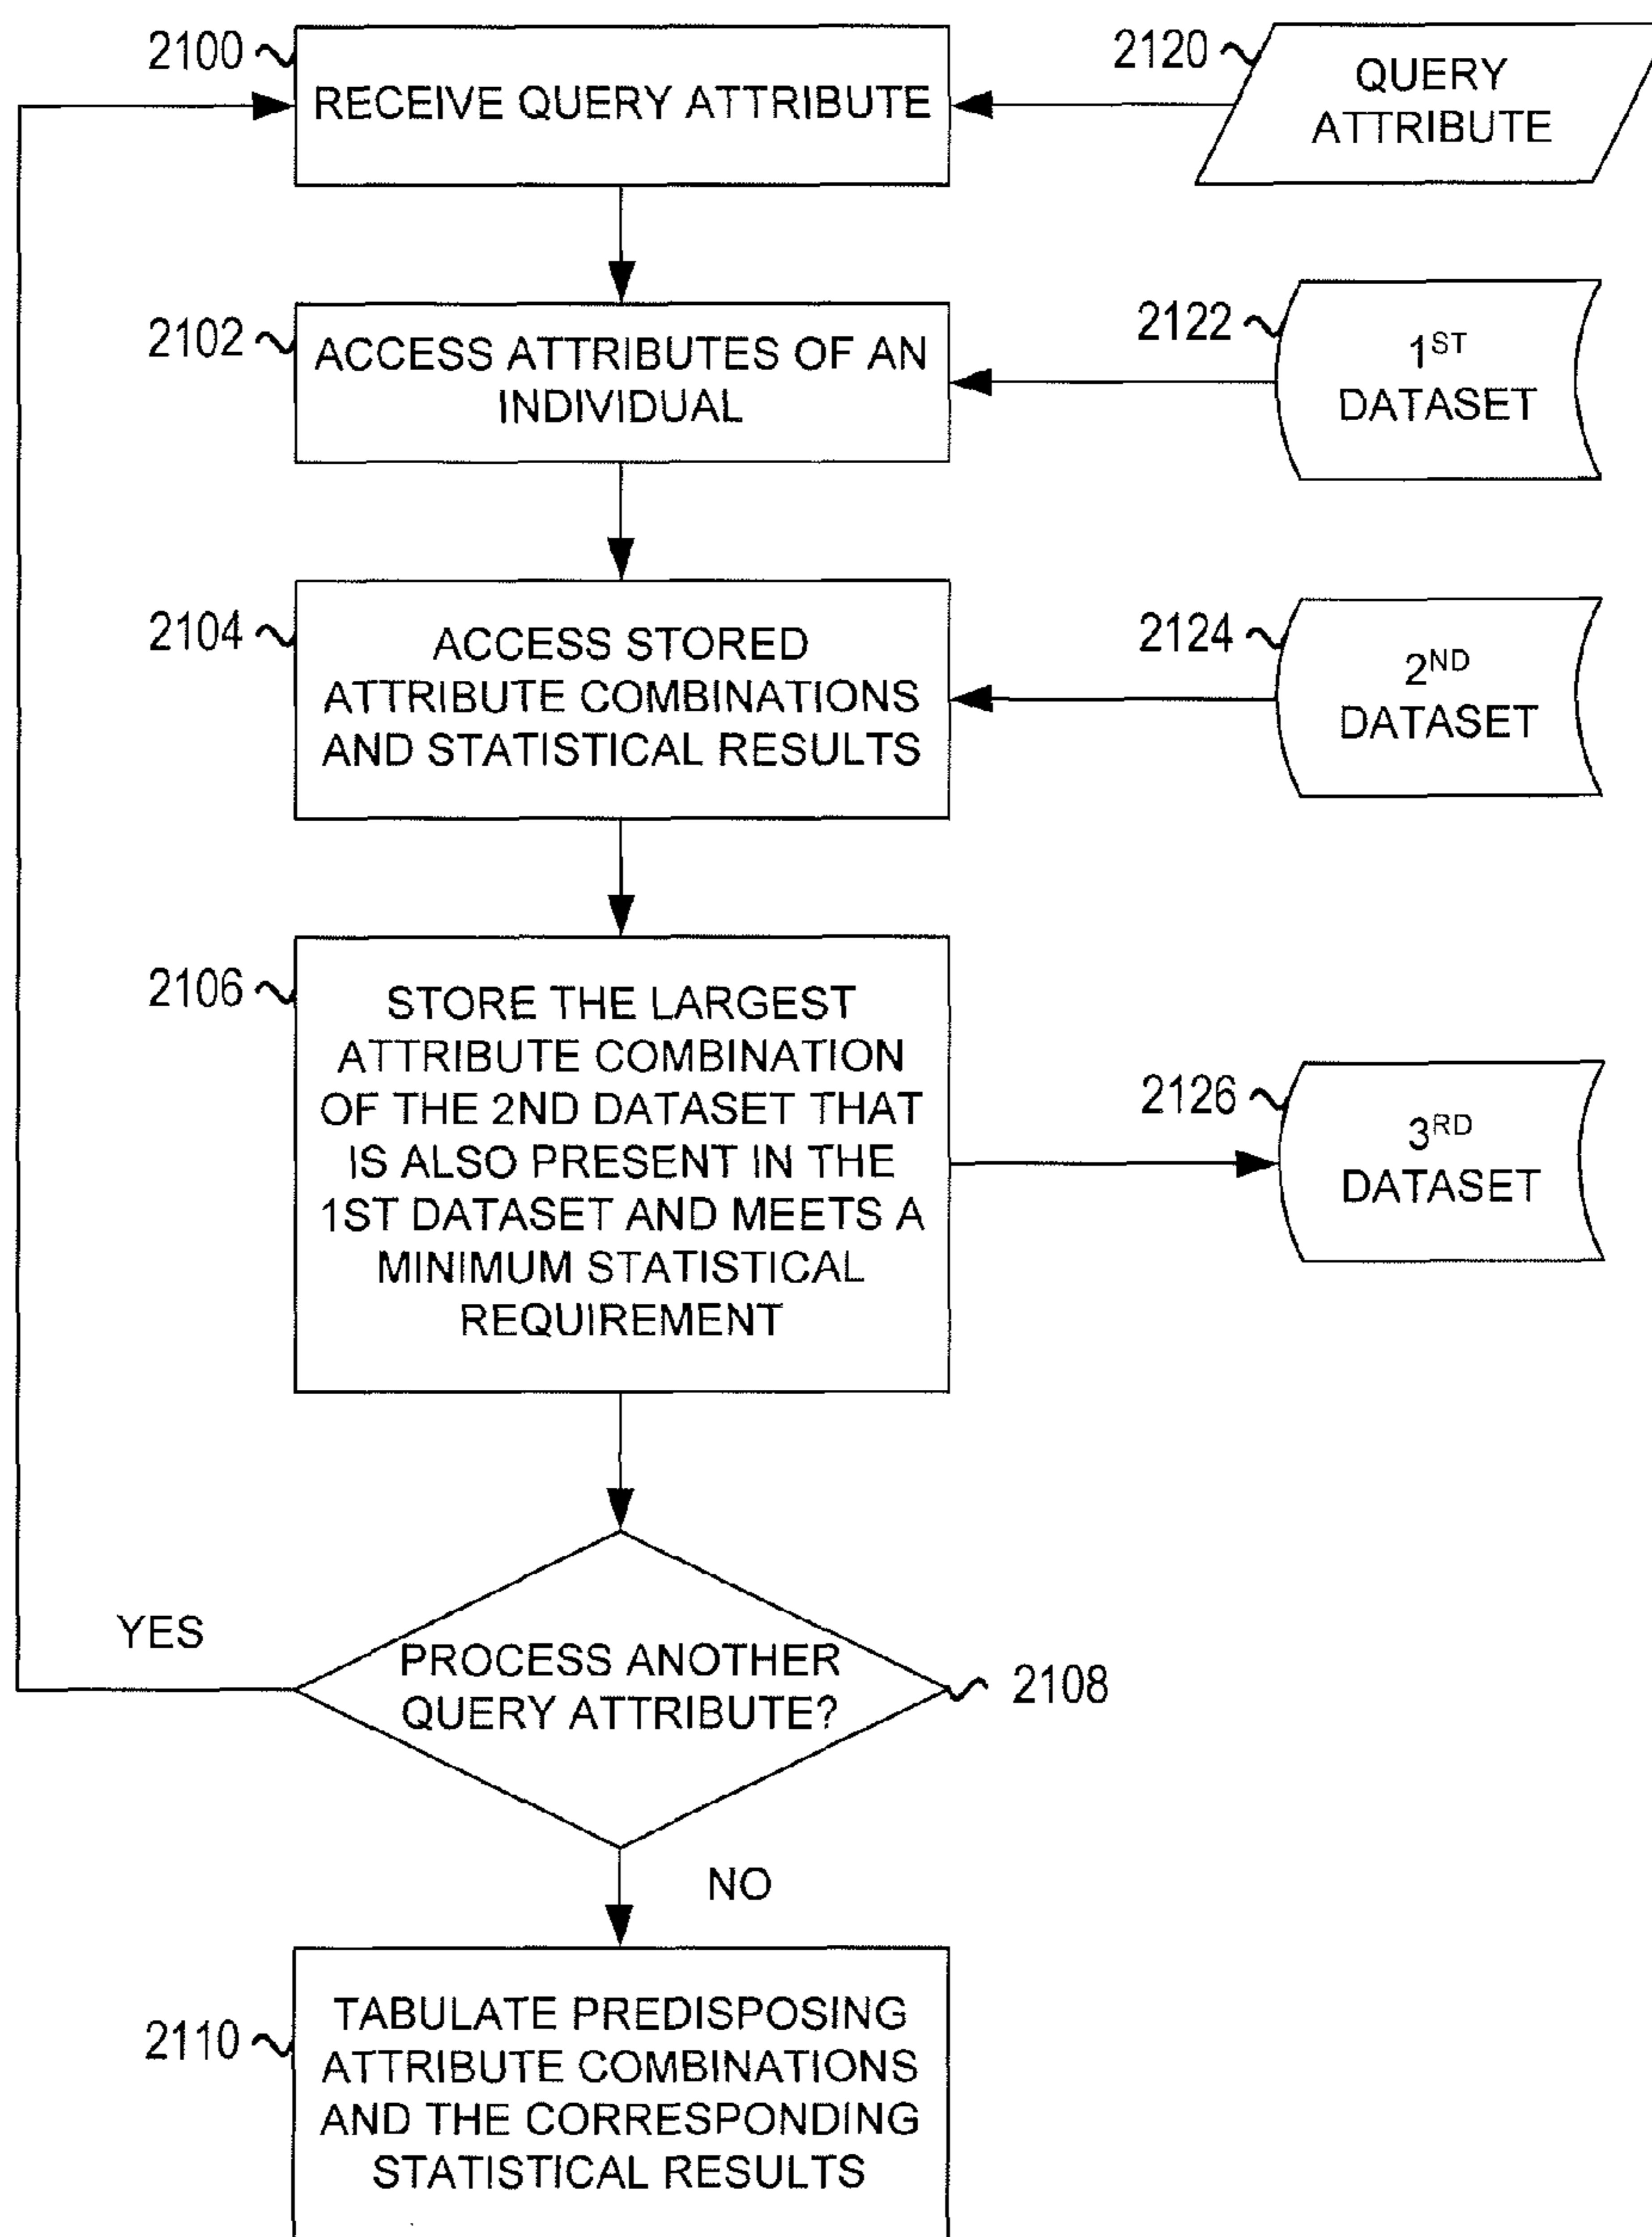 2100
RECEIVE QUERY ATTRIBUTE
2120
QUERY
ATTRIBUTE
2102
ACCESS ATTRIBUTES OF AN
INDIVIDUAL
2122
1ST
DATASET
2104
ACCESS STORED
ATTRIBUTE COMBINATIONS
AND STATISTICAL RESULTS
2124
2ND
DATASET
2106
STORE THE LARGEST
ATTRIBUTE COMBINATION
OF THE 2ND DATASET THAT
IS ALSO PRESENT IN THE
1ST DATASET AND MEETS A
MINIMUM STATISTICAL
REQUIREMENT
2126
3RD
DATASET
YES
PROCESS ANOTHER
QUERY ATTRIBUTE?
2108
NO
2110
TABULATE PREDISPOSING
ATTRIBUTE COMBINATIONS
AND THE CORRESPONDING
STATISTICAL RESULTS